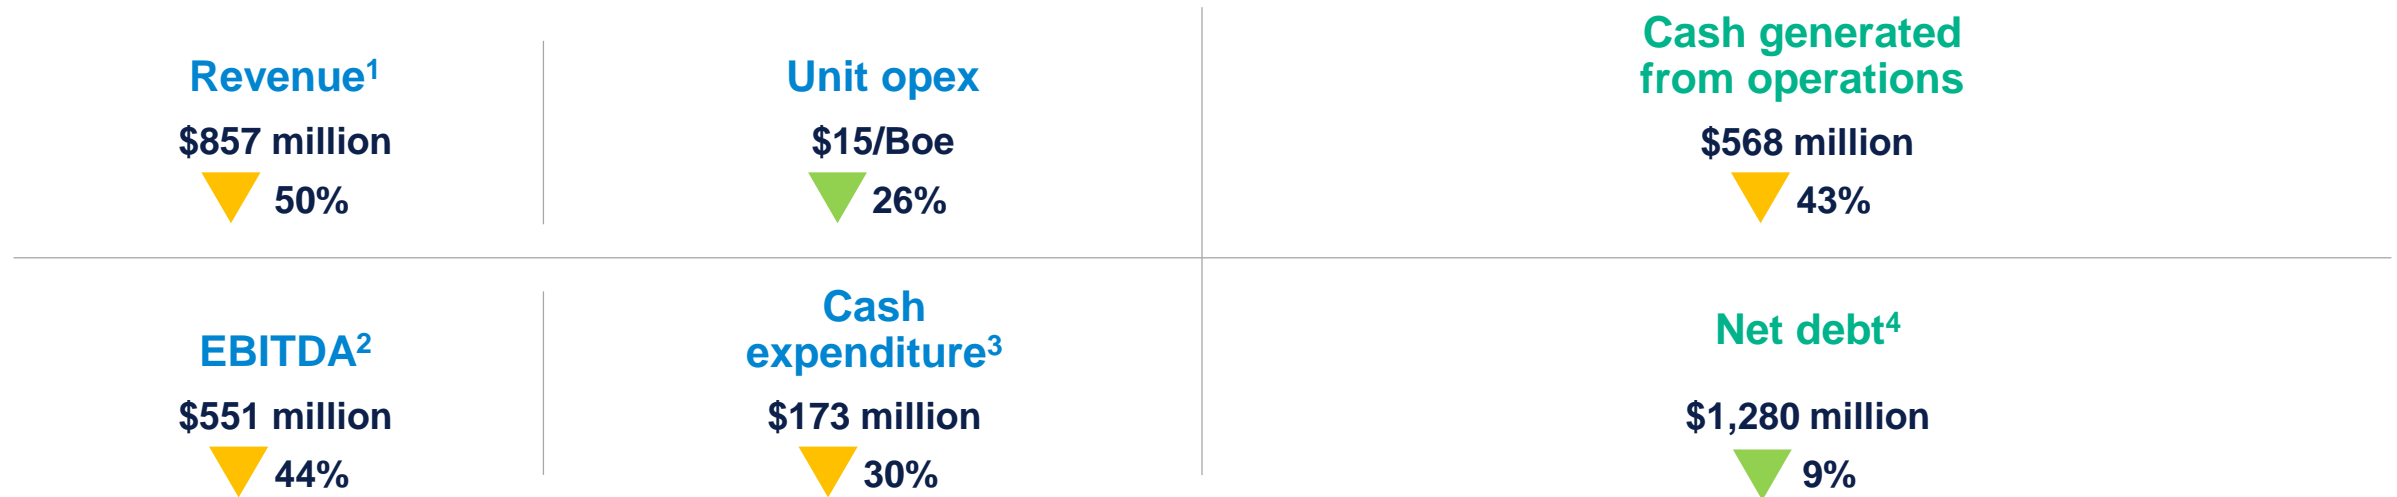 Revenue¹
$857 million
50%
Unit opex
$15/Boe
26%
Cash generated
from operations
$568 million
43%
EBITDA²
$551 million
44%
Cash
expenditure³
$173 million
30%
Net debt⁴
$1,280 million
9%